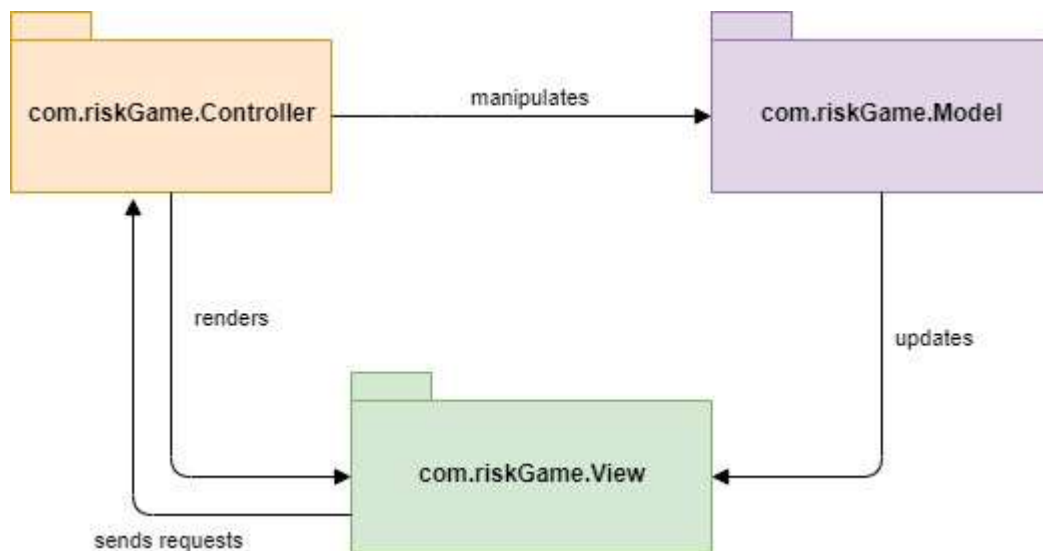 com.riskGame.Controller
manipulates
com.riskGame.Model
renders
updates
com.riskGame.View
sends requests